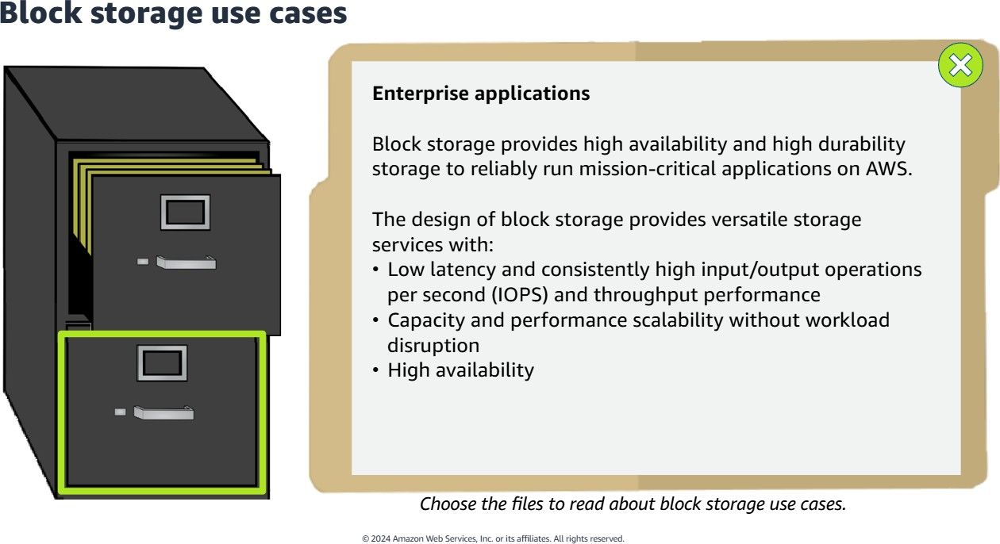 Block storage use cases
Enterprise applications
Block storage provides high availability and high durability
storage to reliably run mission-critical applications on AWS.
The design of block storage provides versatile storage
services with:
• Low latency and consistently high input/output operations
per second (IOPS) and throughput performance
• Capacity and performance scalability without workload
disruption
• High availability
Choose the files to read about block storage use cases.
© 2024 Amazon Web Services, Inc. or its affiliates. All rights reserved.